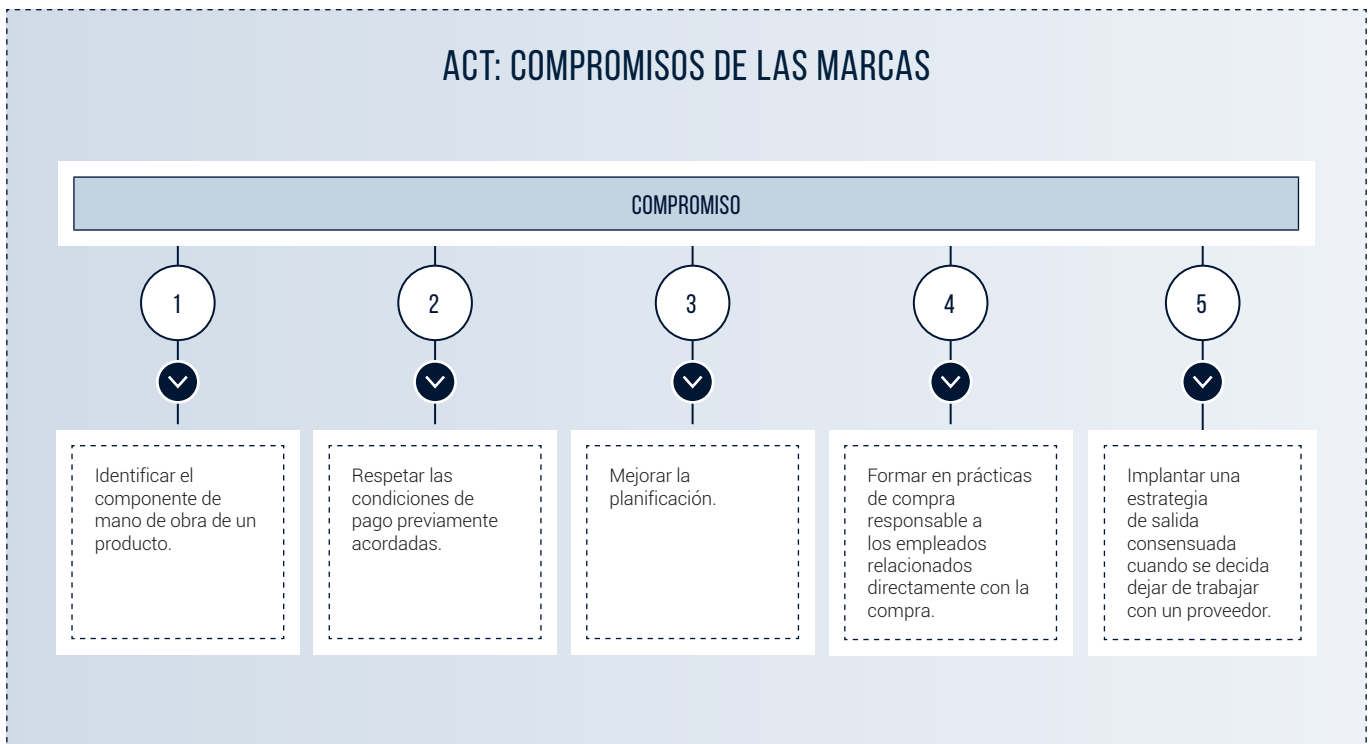 ACT: COMPROMISOS DE LAS MARCAS
COMPROMISO
1
2
3
4
5
Identificar el
componente de
mano de obra de un
producto.
Respetar las
condiciones de
pago previamente
acordadas.
Mejorar la
planificación.
Formar en prácticas
de compra
responsable a
los empleados
relacionados
directamente con la
compra.
Implantar una
estrategia
de salida
consensuada
cuando se decida
dejar de trabajar
con un proveedor.